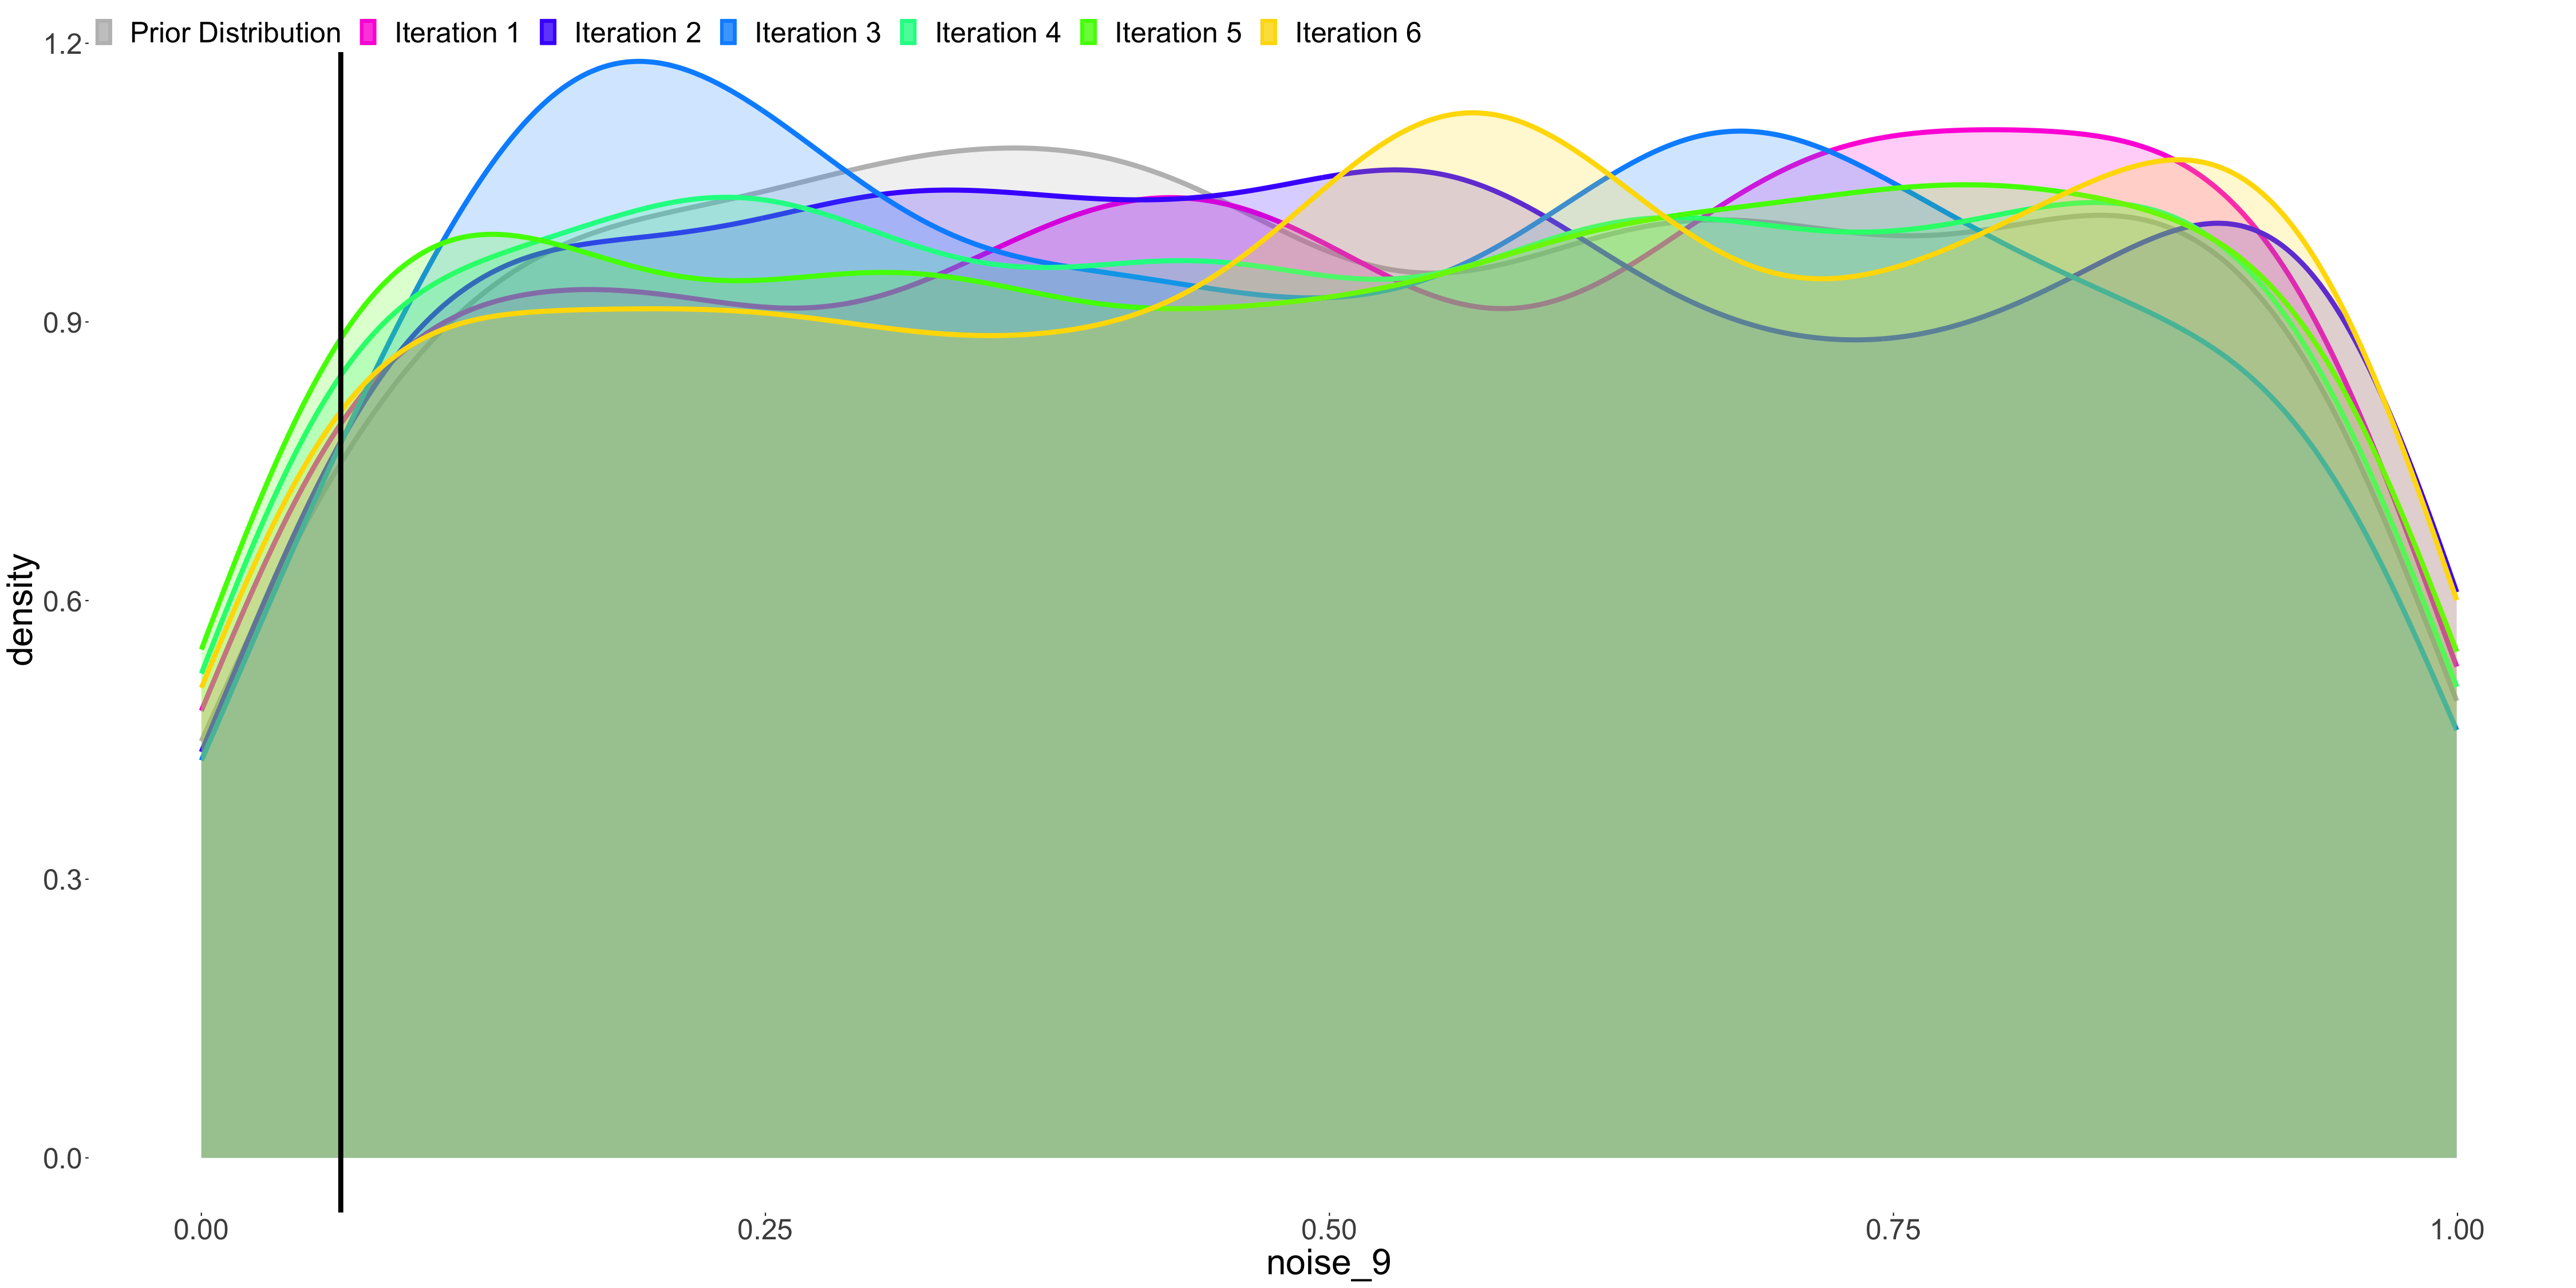 Prior Distribution Iteration 1 Iteration 2 Iteration 3 Iteration 4 Iteration 5 Iteration 6
1.2
0.9
0.6
0.3
0.0
density
0.00 0.25 0.50 0.75 1.00
noise_9